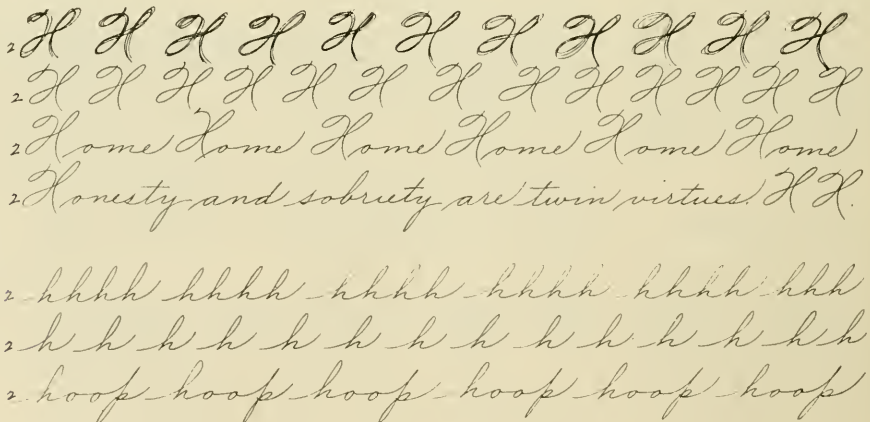 2 H H H H H H H H H H H
2 H H H H H H H H H H H H H
2 Home Home Home Home Home Home
2 Honesty and sobriety are twin virtues. H H.
2 hhhh hhhh hhhh hhhh hhhh hhh
2 h h h h h h h h h h h h h
2 hoop hoop hoop hoop hoop hoop